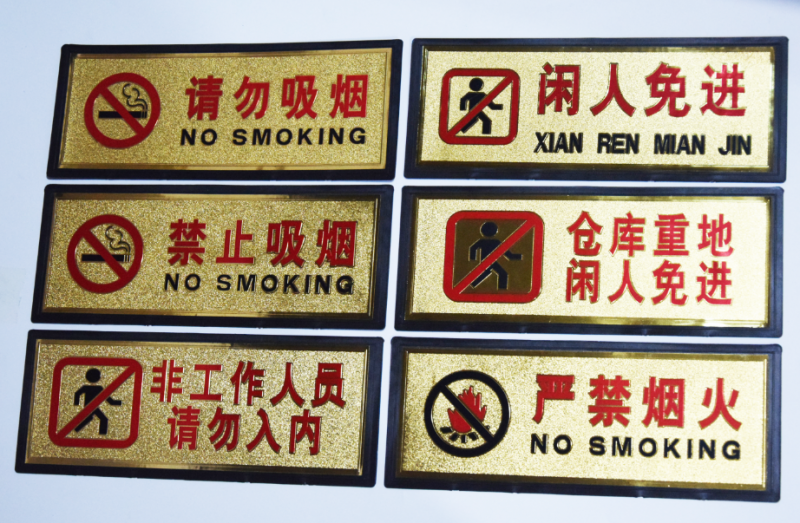 请勿吸烟
NO SMOKING
闲人免进
XIAN REN MIAN JIN
禁止吸烟
NO SMOKING
仓库重地
闲人免进
非工作人员
请勿入内
严禁烟火
NO SMOKING